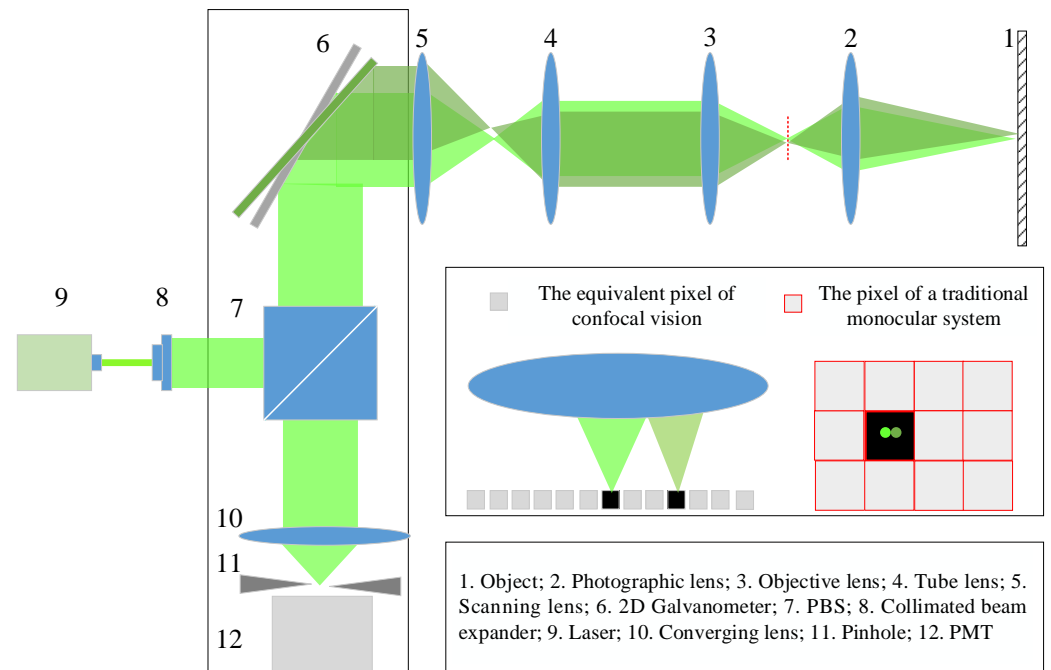 6
5
4
3
2
1
9
8
7
The equivalent pixel of
confocal vision
The pixel of a traditional
monocular system
10
11
12
1. Object; 2. Photographic lens; 3. Objective lens; 4. Tube lens; 5.
Scanning lens; 6. 2D Galvanometer; 7. PBS; 8. Collimated beam
expander; 9. Laser; 10. Converging lens; 11. Pinhole; 12. PMT